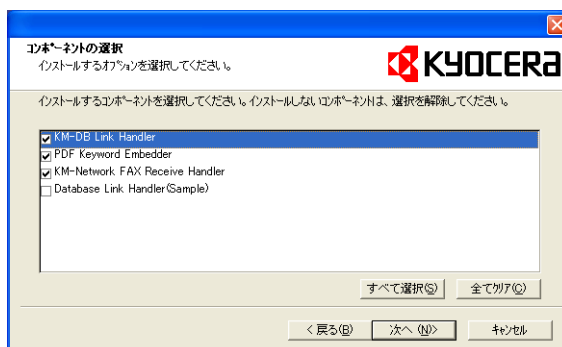 コンポーネントの選択
インストールするオプションを選択してください。
KYOCERA
インストールするコンポーネントを選択してください。インストールしないコンポーネントは、選択を解除してください。
KM-DB Link Handler
PDF Keyword Embedder
KM-Network FAX Receive Handler
Database Link Handler(Sample)
すべて選択(S) 全てクリア(C)
< 戻る(B) 次へ (N)> キャンセル